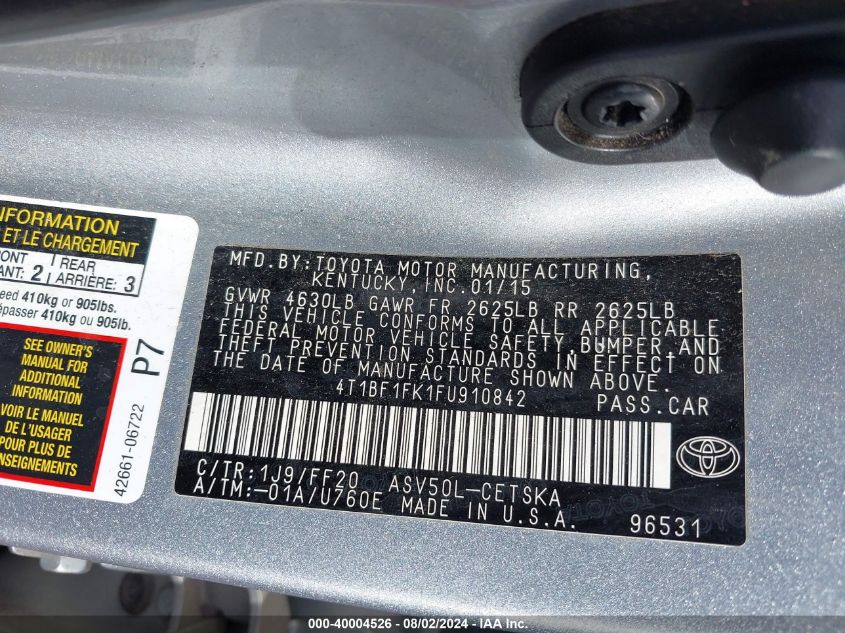 INFORMATION
ET LE CHARGEMENT
2 REAR
ARRIÈRE: 3
410kg or 905lbs.
410kg ou 905lb.
SEE OWNER'S
MANUAL FOR
ADDITIONAL
INFORMATION
VOIR LE MANUEL
DE L'USAGER
POUR PLUS DE
P7
42661-06722
MFD.BY:TOYOTA MOTOR MANUFACTURING,
KENTUCKY, INC. 01/15
GVWR 4630LB GAWR FR 2625LB RR 2625LB
THIS VEHICLE CONFORMS TO ALL APPLICABLE
FEDERAL MOTOR VEHICLE SAFETY,BUMPER,AND
THEFT PREVENTION STANDARDS IN EFFECT ON
THE DATE OF MANUFACTURE SHOWN ABOVE.
4T1BF1FK1FU910842 PASS.CAR
C/TR:1J9/FF20 ASV50L-CETSKA
A/TM:-01A/U760E MADE IN U.S.A. 96531
000-40004526 - 08/02/2024 - IAA Inc.